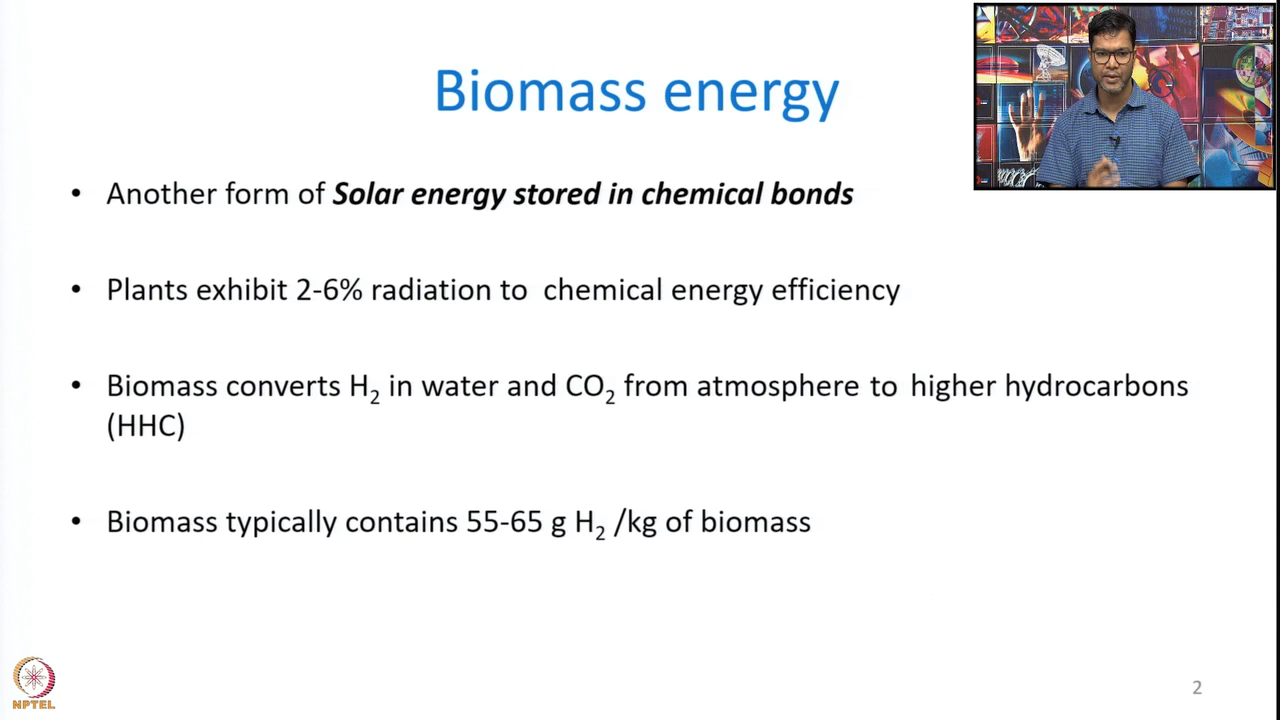 Biomass energy
• Another form of Solar energy stored in chemical bonds
• Plants exhibit 2-6% radiation to chemical energy efficiency
• Biomass converts H2 in water and CO2 from atmosphere to higher hydrocarbons
(HHC)
• Biomass typically contains 55-65 g H2 /kg of biomass
NPTEL
2